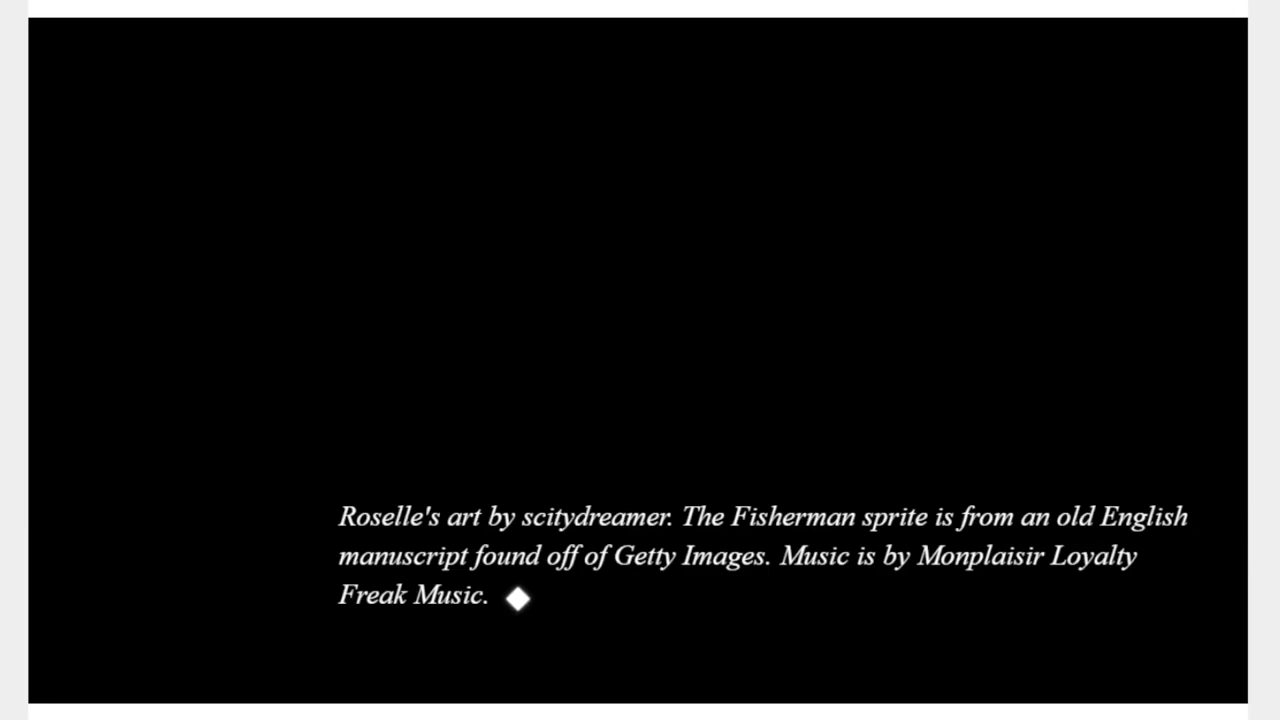 Roselle's art by scitydreamer. The Fisherman sprite is from an old English
manuscript found off of Getty Images. Music is by Monplaisir Loyalty
Freak Music.